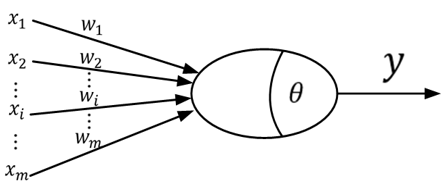 x₁ w₁
x₂ w₂
⋮ ⋮
xᵢ wᵢ
⋮ ⋮
xₘ wₘ
θ
y